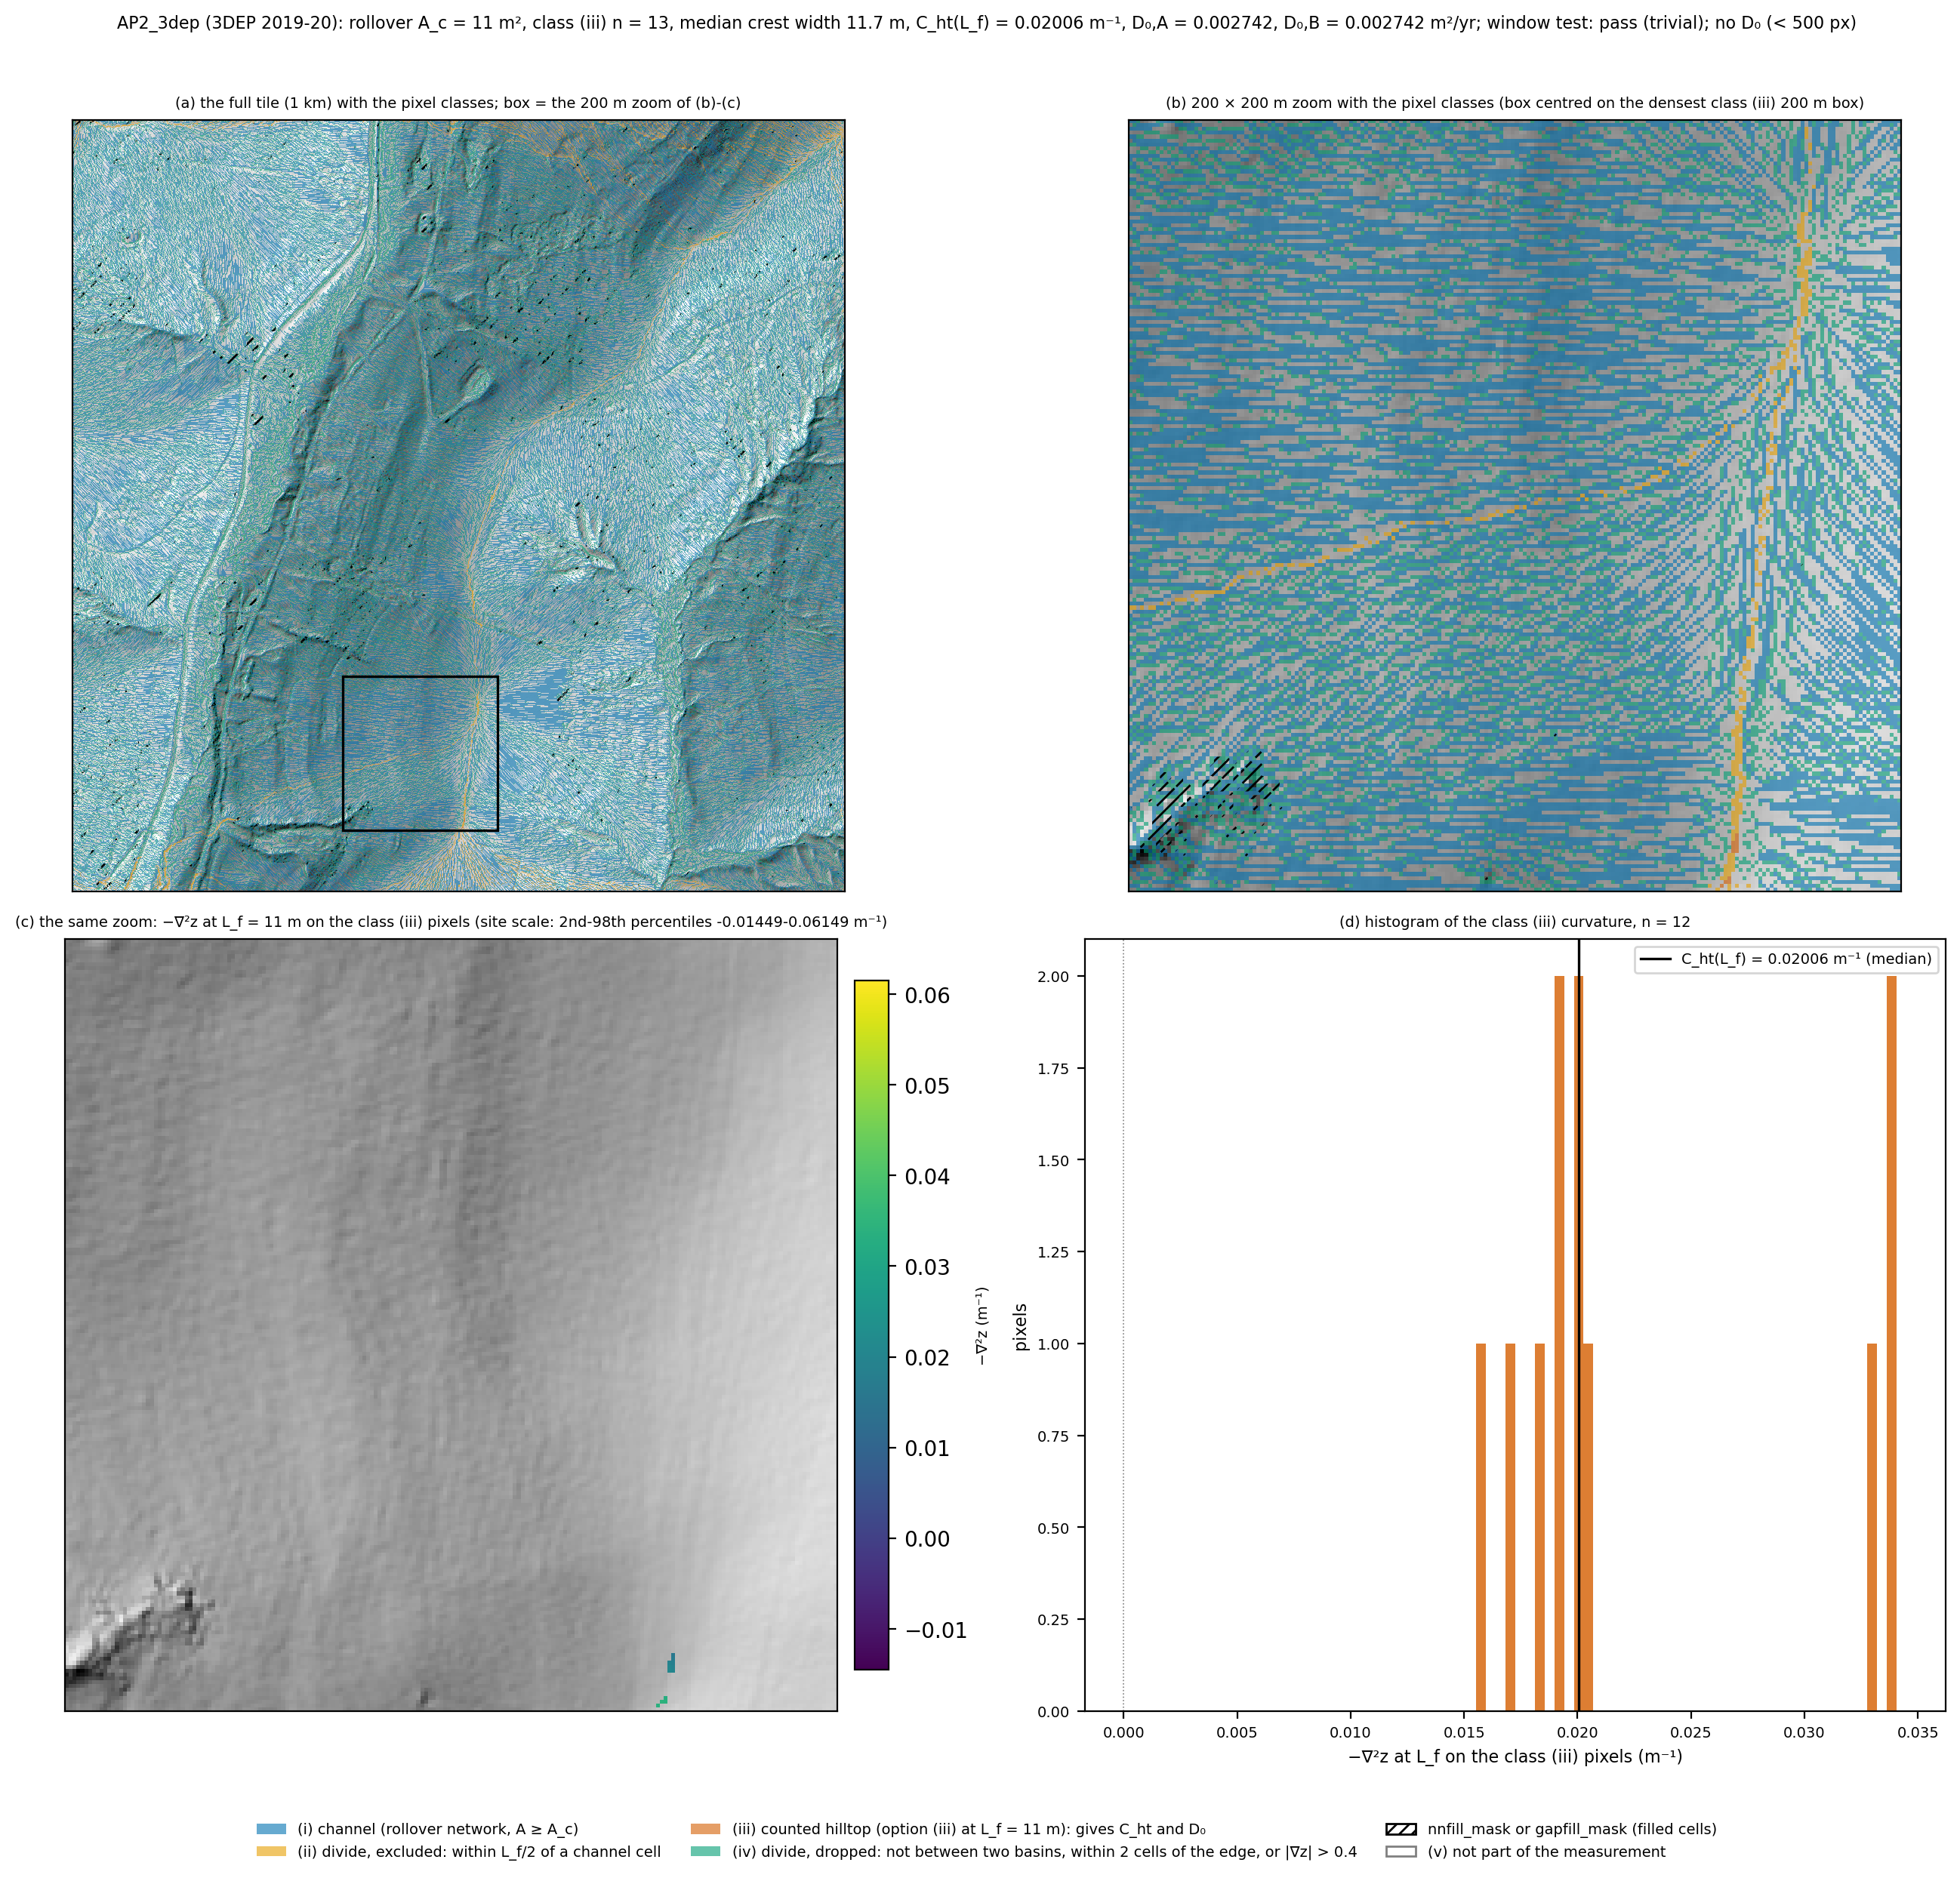 AP2_3dep (3DEP 2019-20): rollover A_c = 11 m², class (iii) n = 13, median crest width 11.7 m, C_ht(L_f) = 0.02006 m⁻¹, D₀,A = 0.002742, D₀,B = 0.002742 m²/yr; window test: pass (trivial); no D₀ (< 500 px)
(a) the full tile (1 km) with the pixel classes; box = the 200 m zoom of (b)-(c)
(b) 200 × 200 m zoom with the pixel classes (box centred on the densest class (iii) 200 m box)
(c) the same zoom: −∇²z at L_f = 11 m on the class (iii) pixels (site scale: 2nd-98th percentiles -0.01449-0.06149 m⁻¹)
0.06
0.05
0.04
0.03
0.02
0.01
0.00
−0.01
−∇²z (m⁻¹)
(d) histogram of the class (iii) curvature, n = 12
C_ht(L_f) = 0.02006 m⁻¹ (median)
2.00
1.75
1.50
1.25
1.00
0.75
0.50
0.25
0.00
pixels
0.000
0.005
0.010
0.015
0.020
0.025
0.030
0.035
−∇²z at L_f on the class (iii) pixels (m⁻¹)
(i) channel (rollover network, A ≥ A_c)
(ii) divide, excluded: within L_f/2 of a channel cell
(iii) counted hilltop (option (iii) at L_f = 11 m): gives C_ht and D₀
(iv) divide, dropped: not between two basins, within 2 cells of the edge, or |∇z| > 0.4
nnfill_mask or gapfill_mask (filled cells)
(v) not part of the measurement